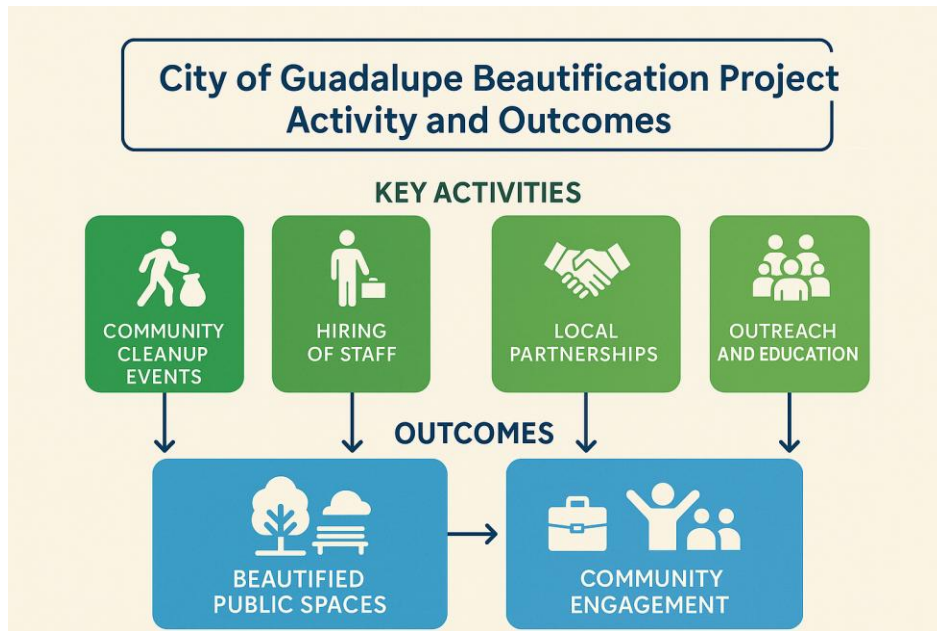 City of Guadalupe Beautification Project
Activity and Outcomes
KEY ACTIVITIES
COMMUNITY
CLEANUP
EVENTS
HIRING
OF STAFF
LOCAL
PARTNERSHIPS
OUTREACH
AND EDUCATION
OUTCOMES
BEAUTIFIED
PUBLIC SPACES
COMMUNITY
ENGAGEMENT